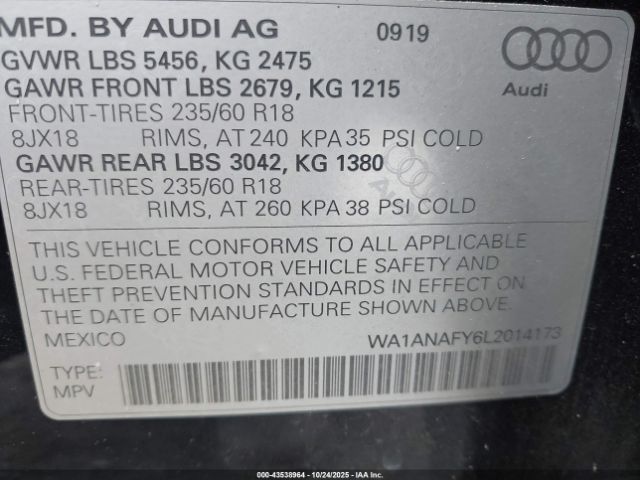 MFD. BY AUDI AG 0919
GVWR LBS 5456, KG 2475
GAWR FRONT LBS 2679, KG 1215
Audi
FRONT-TIRES 235/60 R18
8JX18 RIMS, AT 240 KPA 35 PSI COLD
GAWR REAR LBS 3042, KG 1380
REAR-TIRES 235/60 R18
8JX18 RIMS, AT 260 KPA 38 PSI COLD
THIS VEHICLE CONFORMS TO ALL APPLICABLE
U.S. FEDERAL MOTOR VEHICLE SAFETY AND
THEFT PREVENTION STANDARDS IN EFFECT ON
THE DATE OF MANUFACTURE SHOWN ABOVE.
MEXICO WA1ANAFY6L2014173
TYPE:
MPV
000-43538964 - 10/24/2025 - IAAI.com